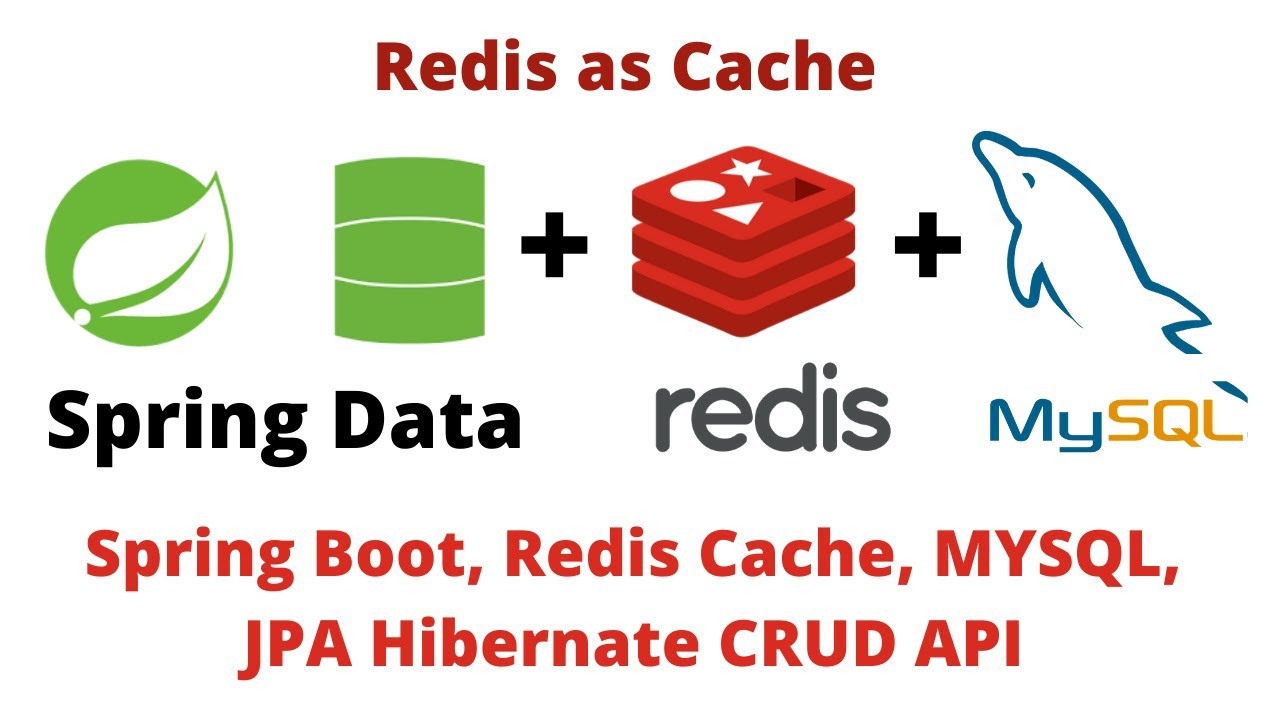 Redis as Cache
Spring Data
redis
MySQL
Spring Boot, Redis Cache, MYSQL,
JPA Hibernate CRUD API